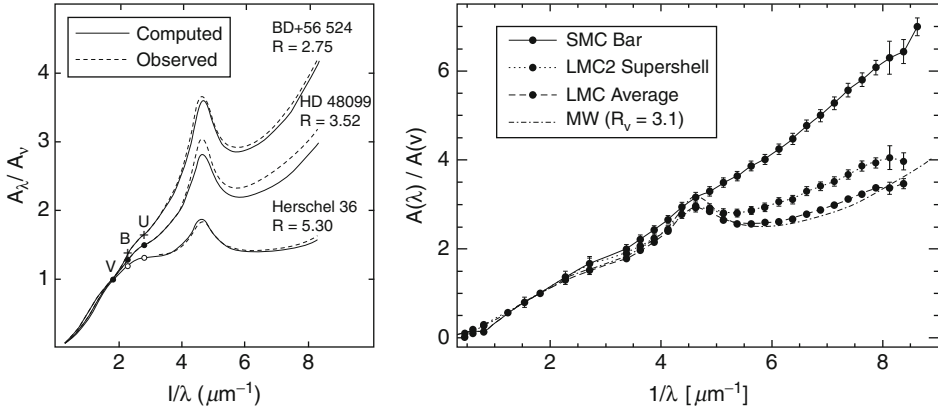 Computed
Observed
BD+56 524
R = 2.75
HD 48099
R = 3.52
Herschel 36
R = 5.30
V
B
U
4
3
2
1
2
4
6
8
A_λ/ A_v
I/λ (μm⁻¹)
SMC Bar
LMC2 Supershell
LMC Average
MW (R_v = 3.1)
6
4
2
0
2
4
6
8
A(λ) / A(v)
1/λ [ μm⁻¹]